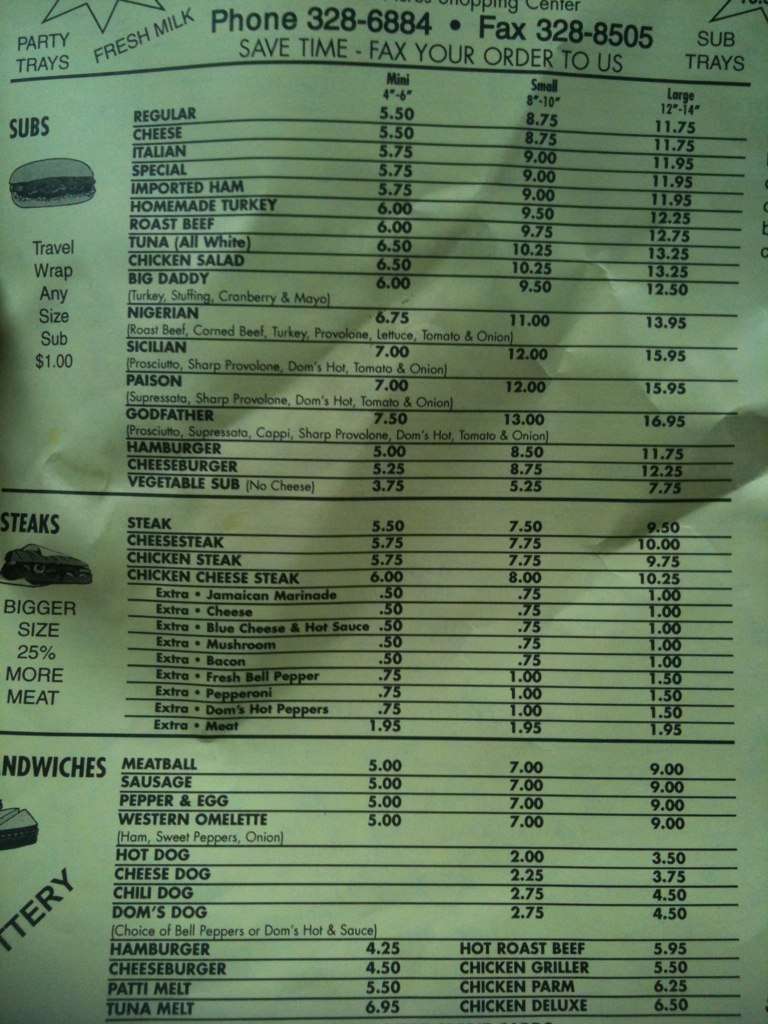 Shopping Center
Phone 328-6884 • Fax 328-8505
SAVE TIME - FAX YOUR ORDER TO US
PARTY
TRAYS
FRESH MILK
SUB
TRAYS
Mini Small Large
4"-6" 8"-10" 12"-14"
SUBS
REGULAR 5.50 8.75 11.75
CHEESE 5.50 8.75 11.75
ITALIAN 5.75 9.00 11.95
SPECIAL 5.75 9.00 11.95
IMPORTED HAM 5.75 9.00 11.95
HOMEMADE TURKEY 6.00 9.50 12.25
ROAST BEEF 6.00 9.75 12.75
TUNA (All White) 6.50 10.25 13.25
CHICKEN SALAD 6.50 10.25 13.25
BIG DADDY 6.00 9.50 12.50
(Turkey, Stuffing, Cranberry & Mayo)
NIGERIAN 6.75 11.00 13.95
(Roast Beef, Corned Beef, Turkey, Provolone, Lettuce, Tomato & Onion)
SICILIAN 7.00 12.00 15.95
(Prosciutto, Sharp Provolone, Dom's Hot, Tomato & Onion)
PAISON 7.00 12.00 15.95
(Supressata, Sharp Provolone, Dom's Hot, Tomato & Onion)
GODFATHER 7.50 13.00 16.95
(Prosciutto, Supressata, Cappi, Sharp Provolone, Dom's Hot, Tomato & Onion)
HAMBURGER 5.00 8.50 11.75
CHEESEBURGER 5.25 8.75 12.25
VEGETABLE SUB (No Cheese) 3.75 5.25 7.75
Travel
Wrap
Any
Size
Sub
$1.00
STEAKS
STEAK 5.50 7.50 9.50
CHEESESTEAK 5.75 7.75 10.00
CHICKEN STEAK 5.75 7.75 9.75
CHICKEN CHEESE STEAK 6.00 8.00 10.25
Extra • Jamaican Marinade .50 .75 1.00
Extra • Cheese .50 .75 1.00
Extra • Blue Cheese & Hot Sauce .50 .75 1.00
Extra • Mushroom .50 .75 1.00
Extra • Bacon .50 .75 1.00
Extra • Fresh Bell Pepper .75 1.00 1.50
Extra • Pepperoni .75 1.00 1.50
Extra • Dom's Hot Peppers .75 1.00 1.50
Extra • Meat 1.95 1.95 1.95
BIGGER
SIZE
25%
MORE
MEAT
NDWICHES
MEATBALL 5.00 7.00 9.00
SAUSAGE 5.00 7.00 9.00
PEPPER & EGG 5.00 7.00 9.00
WESTERN OMELETTE 5.00 7.00 9.00
(Ham, Sweet Peppers, Onion)
HOT DOG 2.00 3.50
CHEESE DOG 2.25 3.75
CHILI DOG 2.75 4.50
DOM'S DOG 2.75 4.50
(Choice of Bell Peppers or Dom's Hot & Sauce)
HAMBURGER 4.25 HOT ROAST BEEF 5.95
CHEESEBURGER 4.50 CHICKEN GRILLER 5.50
PATTI MELT 5.50 CHICKEN PARM 6.25
TUNA MELT 6.95 CHICKEN DELUXE 6.50
TTERY